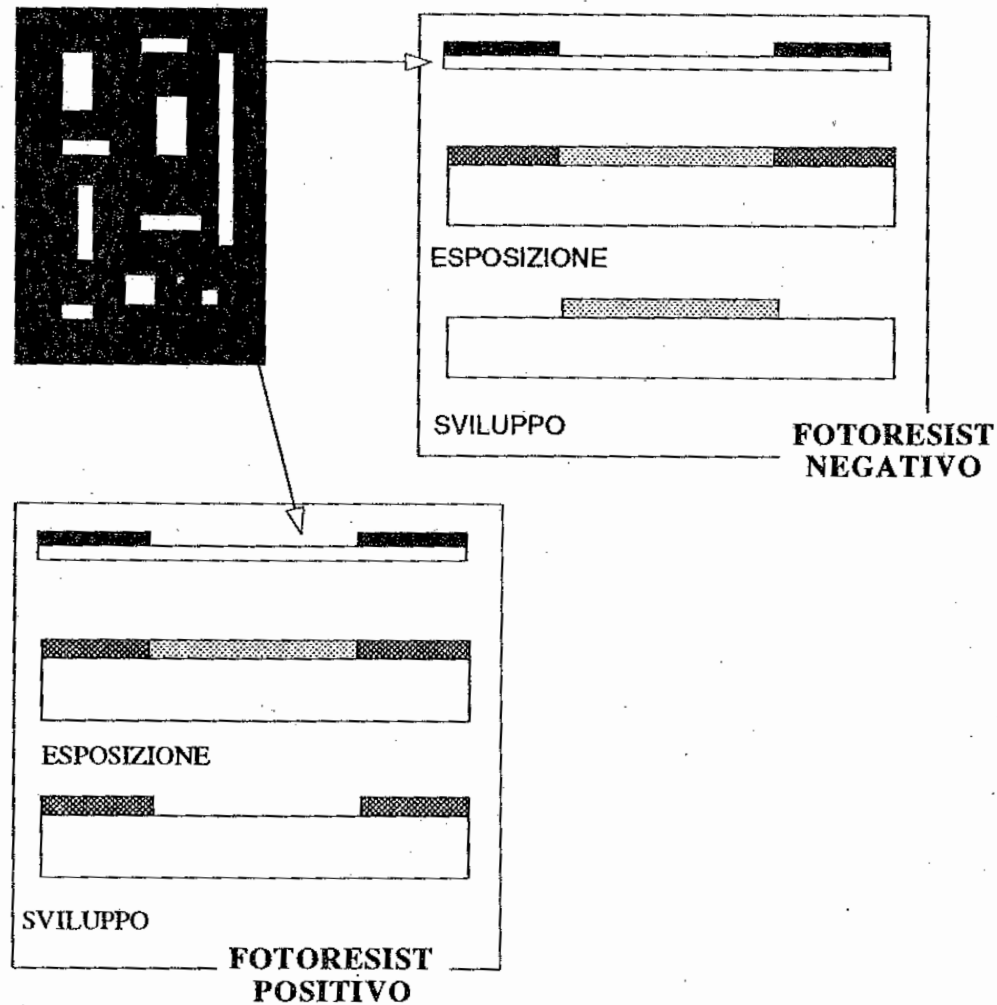 ESPOSIZIONE
SVILUPPO
FOTORESIST
NEGATIVO
ESPOSIZIONE
SVILUPPO
FOTORESIST
POSITIVO